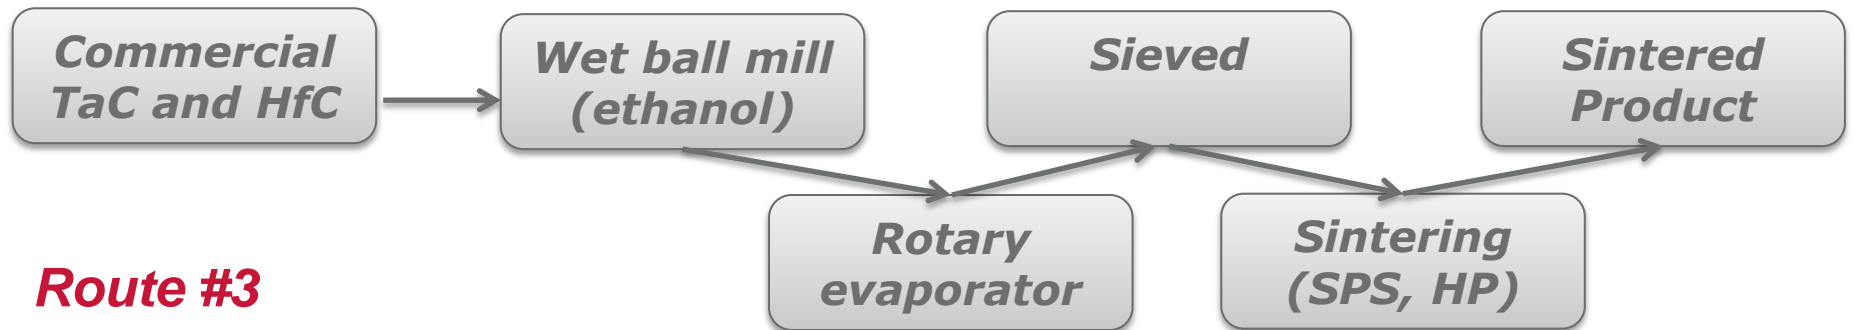 Commercial
TaC and HfC
Wet ball mill
(ethanol)
Rotary
evaporator
Sieved
Sintering
(SPS, HP)
Sintered
Product
Route #3